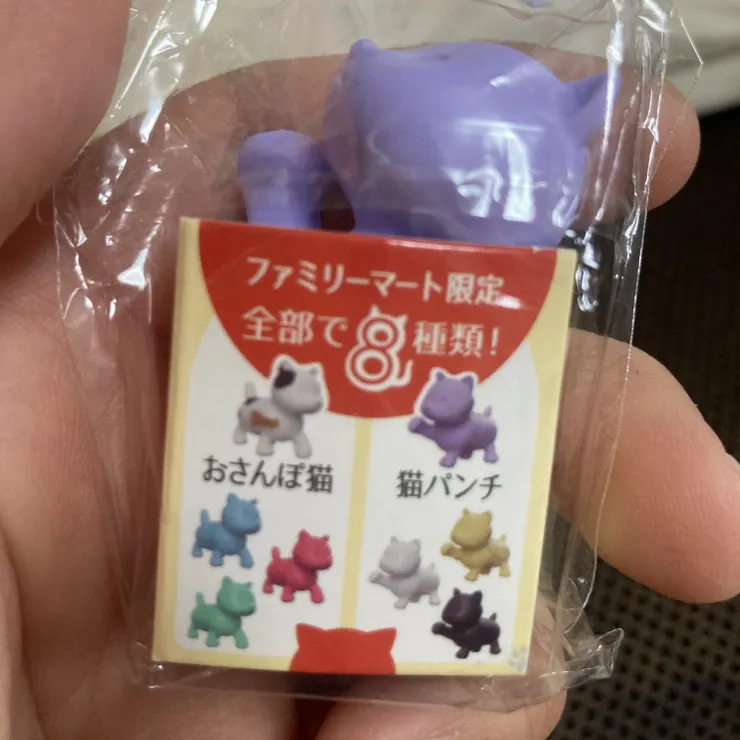 ファミリーマート限定
全部で8種類!
おさんぽ猫
猫パンチ